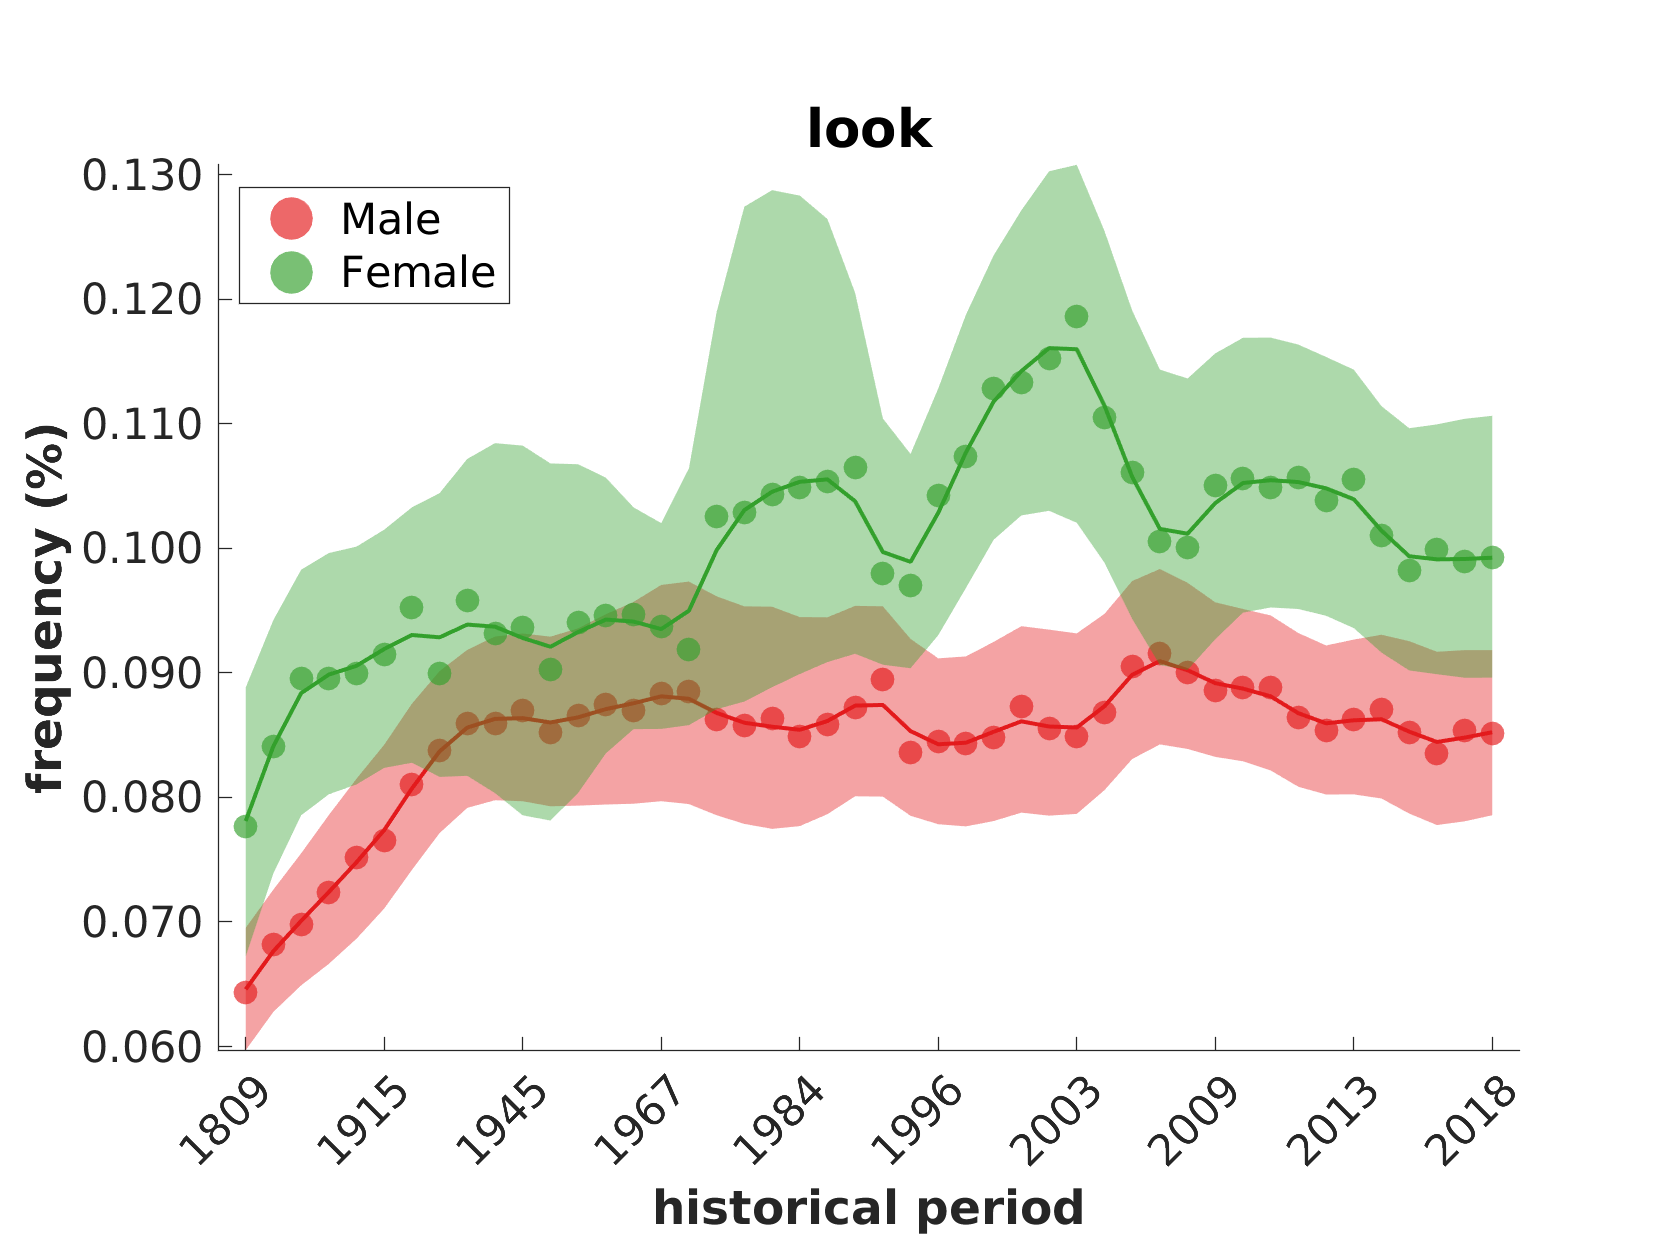 look
Male
Female
frequency (%)
0.130
0.120
0.110
0.100
0.090
0.080
0.070
0.060
1809 1915 1945 1967 1984 1996 2003 2009 2013 2018
historical period